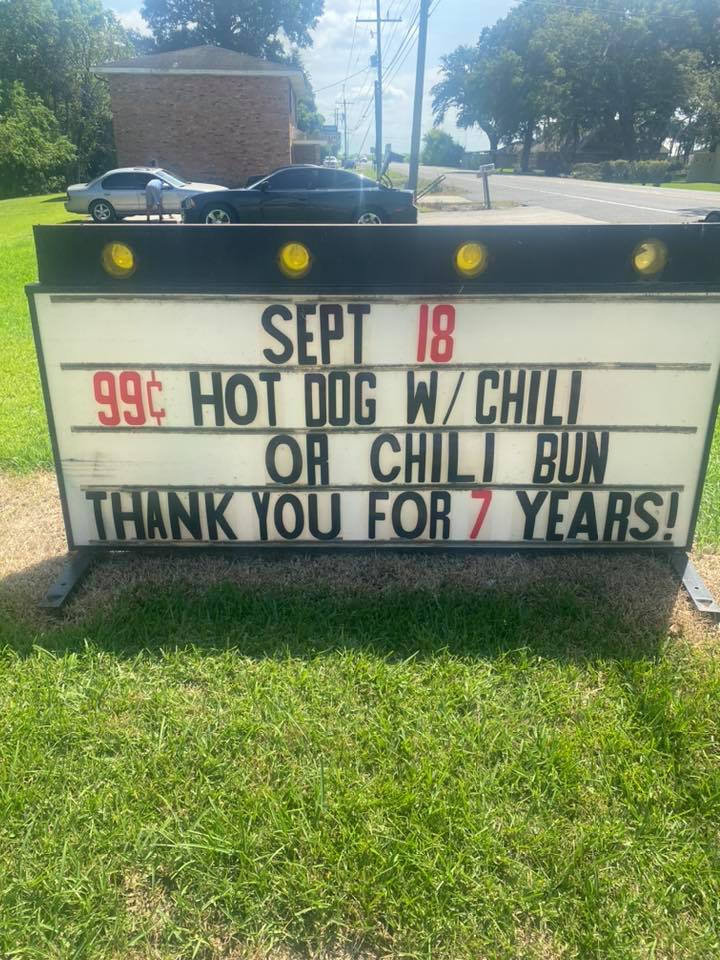 SEPT 18
99¢ HOT DOG W/ CHILI
OR CHILI BUN
THANK YOU FOR 7 YEARS!